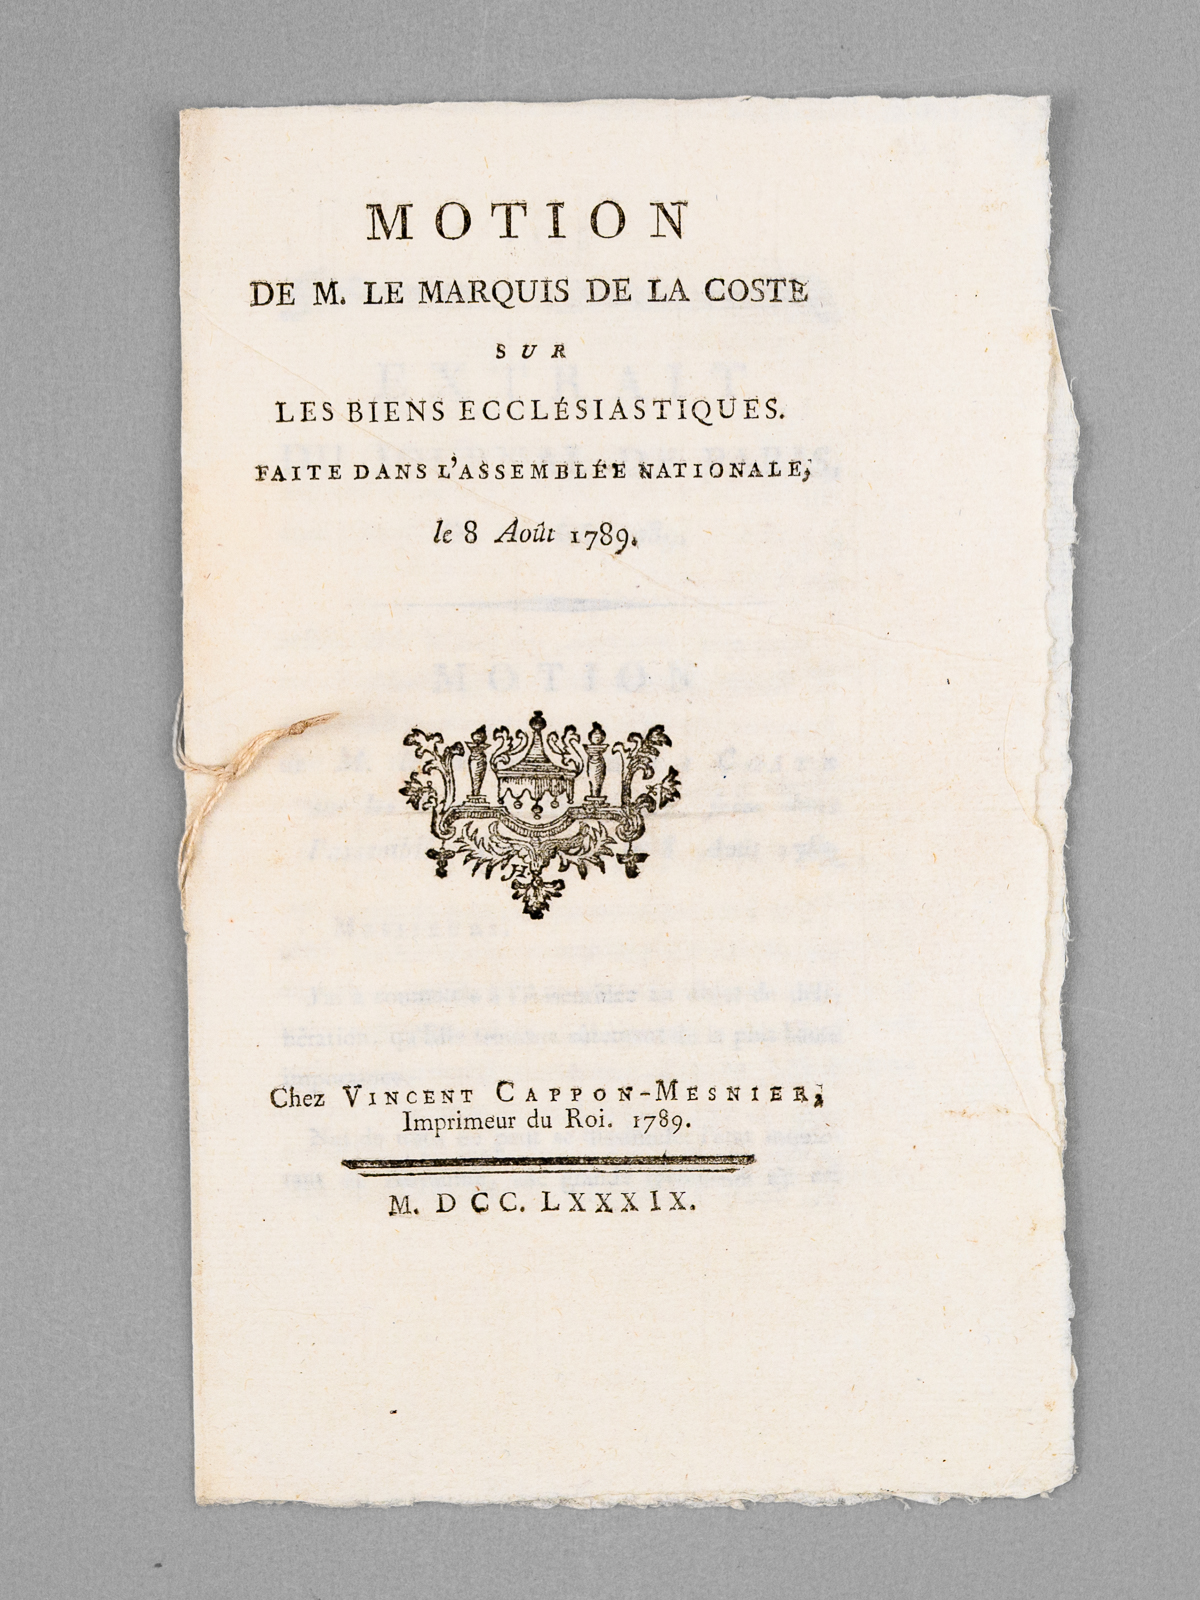 MOTION
DE M. LE MARQUIS DE LA COSTE
SUR
LES BIENS ECCLÉSIASTIQUES.
FAITE DANS L'ASSEMBLÉE NATIONALE,
le 8 Août 1789.
Chez VINCENT CAPPON-MESNIER,
Imprimeur du Roi. 1789.
M. DCC. LXXXIX.